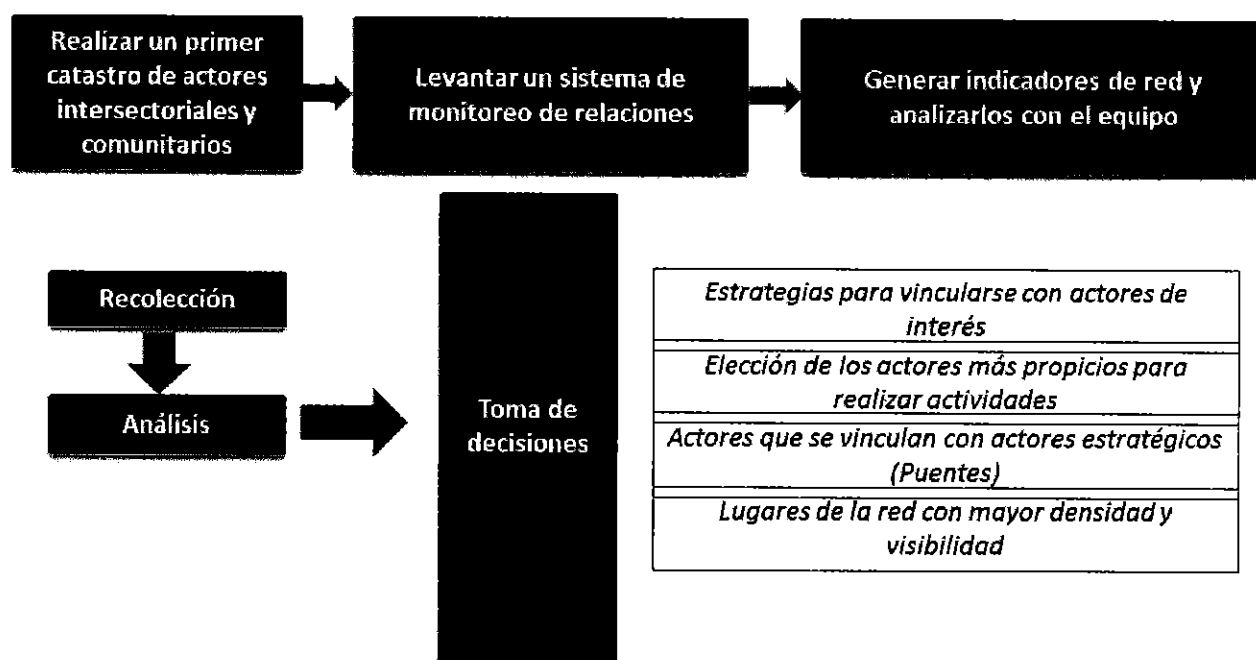 Realizar un primer
catastro de actores
intersectoriales y
comunitarios
Levantar un sistema de
monitoreo de relaciones
Generar indicadores de red y
analizarlos con el equipo
Recolección
Análisis
Toma de
decisiones
Estrategias para vincularse con actores de
interés
Elección de los actores más propicios para
realizar actividades
Actores que se vinculan con actores estratégicos
(Puentes)
Lugares de la red con mayor densidad y
visibilidad